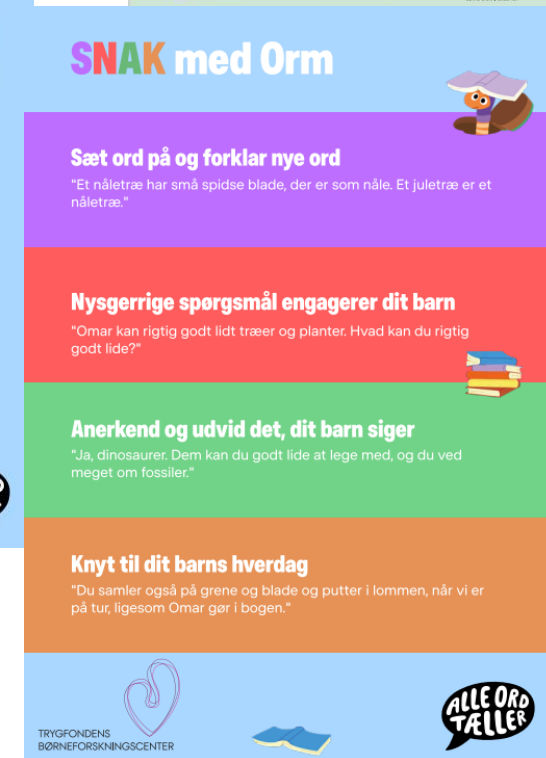 SNAK med Orm
Sæt ord på og forklar nye ord
"Et nåletræ har små spidse blade, der er som nåle. Et juletræ er et
nåletræ."
Nysgerrige spørgsmål engagerer dit barn
"Omar kan rigtig godt lidt træer og planter. Hvad kan du rigtig
godt lide?"
Anerkend og udvid det, dit barn siger
"Ja, dinosaurer. Dem kan du godt lide at lege med, og du ved
meget om fossiler."
Knyt til dit barns hverdag
"Du samler også på grene og blade og putter i lommen, når vi er
på tur, ligesom Omar gør i bogen."
TRYGFONDENS
BØRNEFORSKNINGSCENTER
ALLE ORD
TÆLLER